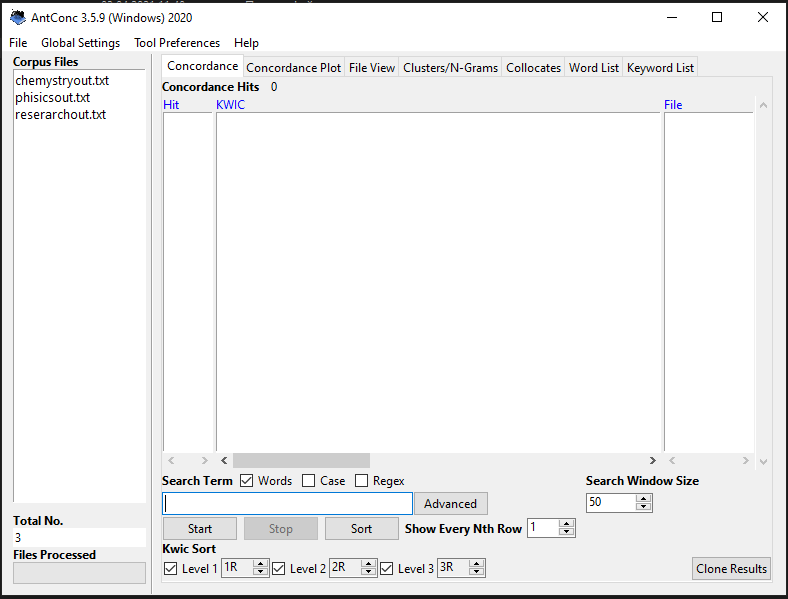 AntConc 3.5.9 (Windows) 2020
File Global Settings Tool Preferences Help
Corpus Files
chemystryout.txt
phisicsout.txt
reserarchout.txt
Total No.
3
Files Processed
Concordance Concordance Plot File View Clusters/N-Grams Collocates Word List Keyword List
Concordance Hits 0
Hit KWIC File
Search Term Words Case Regex Search Window Size
Advanced 50
Start Stop Sort Show Every Nth Row 1
Kwic Sort
Level 1 1R Level 2 2R Level 3 3R Clone Results